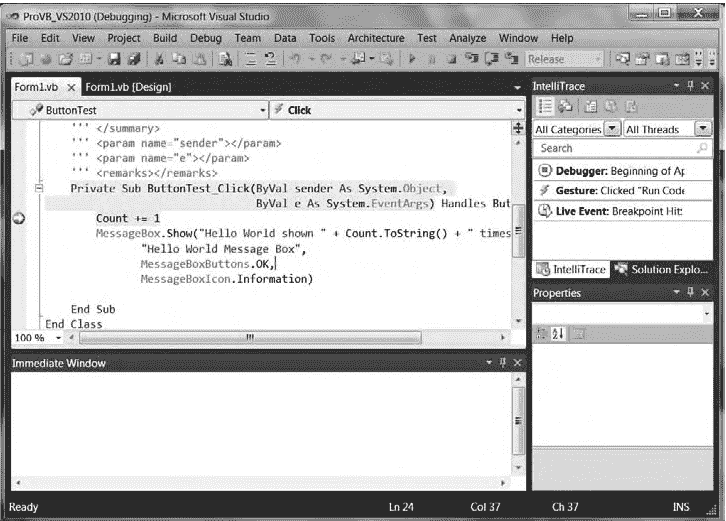 ProVB_VS2010 (Debugging) - Microsoft Visual Studio
File Edit View Project Build Debug Team Data Tools Architecture Test Analyze Window Help
Release
Form1.vb × Form1.vb [Design]
ButtonTest Click
''' </summary>
''' <param name="sender"></param>
''' <param name="e"></param>
''' <remarks></remarks>
Private Sub ButtonTest_Click(ByVal sender As System.Object,
ByVal e As System.EventArgs) Handles But
Count += 1
MessageBox.Show("Hello World shown " + Count.ToString() + " times
"Hello World Message Box",
MessageBoxButtons.OK,
MessageBoxIcon.Information)
End Sub
End Class
100 %
Immediate Window
IntelliTrace
All Categories All Threads
Search
Debugger: Beginning of Ap
Gesture: Clicked "Run Code
Live Event: Breakpoint Hit:
IntelliTrace Solution Explo...
Properties
Ready Ln 24 Col 37 Ch 37 INS